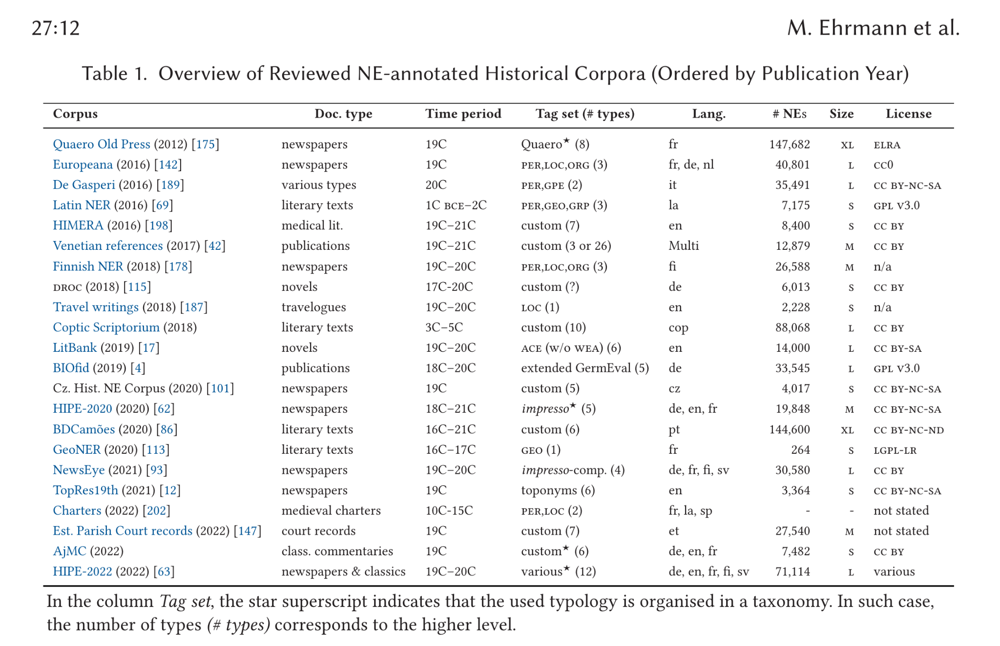 27:12 M. Ehrmann et al.
Table 1. Overview of Reviewed NE-annotated Historical Corpora (Ordered by Publication Year)
Corpus Doc. type Time period Tag set (# types) Lang. # NEs Size License
Quaero Old Press (2012) [175] newspapers 19C Quaero★ (8) fr 147,682 XL ELRA
Europeana (2016) [142] newspapers 19C PER,LOC,ORG (3) fr, de, nl 40,801 L CC0
De Gasperi (2016) [189] various types 20C PER,GPE (2) it 35,491 L CC BY-NC-SA
Latin NER (2016) [69] literary texts 1C BCE–2C PER,GEO,GRP (3) la 7,175 S GPL V3.0
HIMERA (2016) [198] medical lit. 19C–21C custom (7) en 8,400 S CC BY
Venetian references (2017) [42] publications 19C–21C custom (3 or 26) Multi 12,879 M CC BY
Finnish NER (2018) [178] newspapers 19C–20C PER,LOC,ORG (3) fi 26,588 M n/a
DROC (2018) [115] novels 17C-20C custom (?) de 6,013 S CC BY
Travel writings (2018) [187] travelogues 19C–20C LOC (1) en 2,228 S n/a
Coptic Scriptorium (2018) literary texts 3C–5C custom (10) cop 88,068 L CC BY
LitBank (2019) [17] novels 19C–20C ACE (w/o WEA) (6) en 14,000 L CC BY-SA
BIOfid (2019) [4] publications 18C–20C extended GermEval (5) de 33,545 L GPL V3.0
Cz. Hist. NE Corpus (2020) [101] newspapers 19C custom (5) cz 4,017 S CC BY-NC-SA
HIPE-2020 (2020) [62] newspapers 18C–21C impresso★ (5) de, en, fr 19,848 M CC BY-NC-SA
BDCamões (2020) [86] literary texts 16C–21C custom (6) pt 144,600 XL CC BY-NC-ND
GeoNER (2020) [113] literary texts 16C–17C GEO (1) fr 264 S LGPL-LR
NewsEye (2021) [93] newspapers 19C–20C impresso-comp. (4) de, fr, fi, sv 30,580 L CC BY
TopRes19th (2021) [12] newspapers 19C toponyms (6) en 3,364 S CC BY-NC-SA
Charters (2022) [202] medieval charters 10C-15C PER,LOC (2) fr, la, sp - - not stated
Est. Parish Court records (2022) [147] court records 19C custom (7) et 27,540 M not stated
AjMC (2022) class. commentaries 19C custom★ (6) de, en, fr 7,482 S CC BY
HIPE-2022 (2022) [63] newspapers & classics 19C–20C various★ (12) de, en, fr, fi, sv 71,114 L various
In the column Tag set, the star superscript indicates that the used typology is organised in a taxonomy. In such case,
the number of types (# types) corresponds to the higher level.